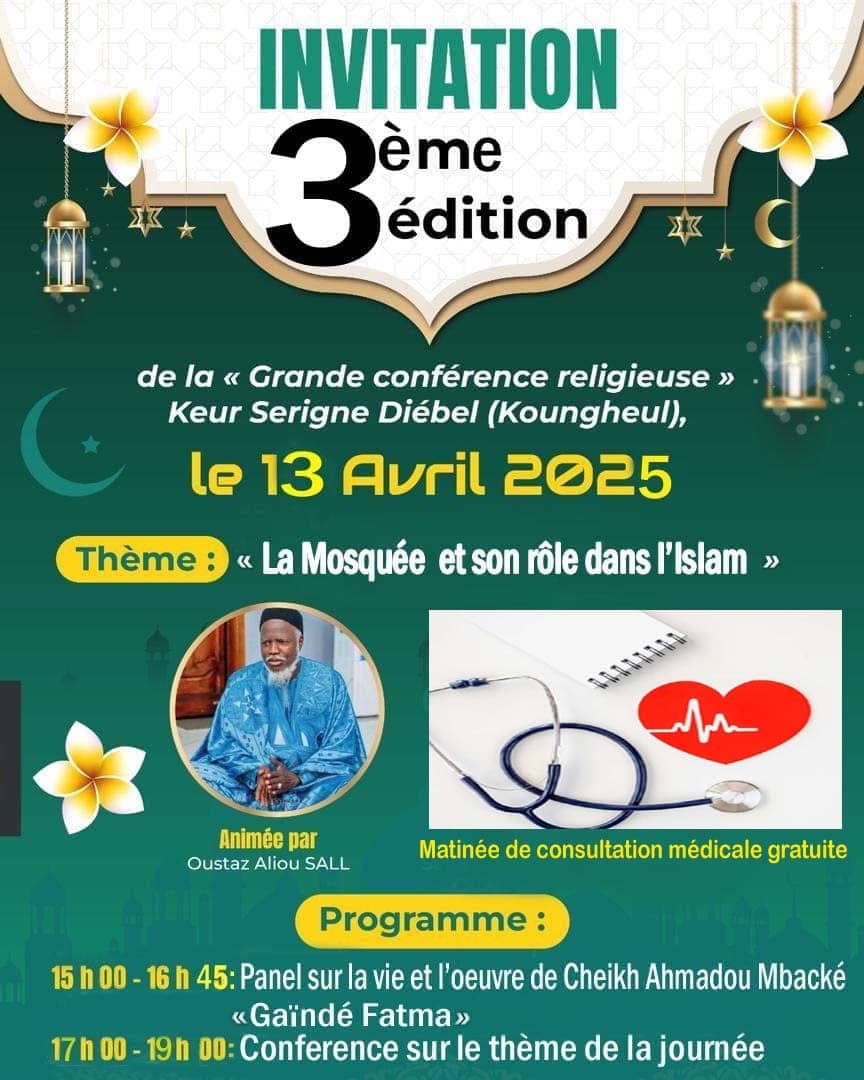 INVITATION
3ème
édition
de la « Grande conférence religieuse »
Keur Serigne Diébel (Koungheul),
le 13 Avril 2025
Thème : « La Mosquée et son rôle dans l'Islam »
Animée par
Oustaz Aliou SALL
Matinée de consultation médicale gratuite
Programme :
15 h 00 - 16 h 45: Panel sur la vie et l'oeuvre de Cheikh Ahmadou Mbacké
«Gaïndé Fatma»
17 h 00 - 19 h 00: Conference sur le thème de la journée